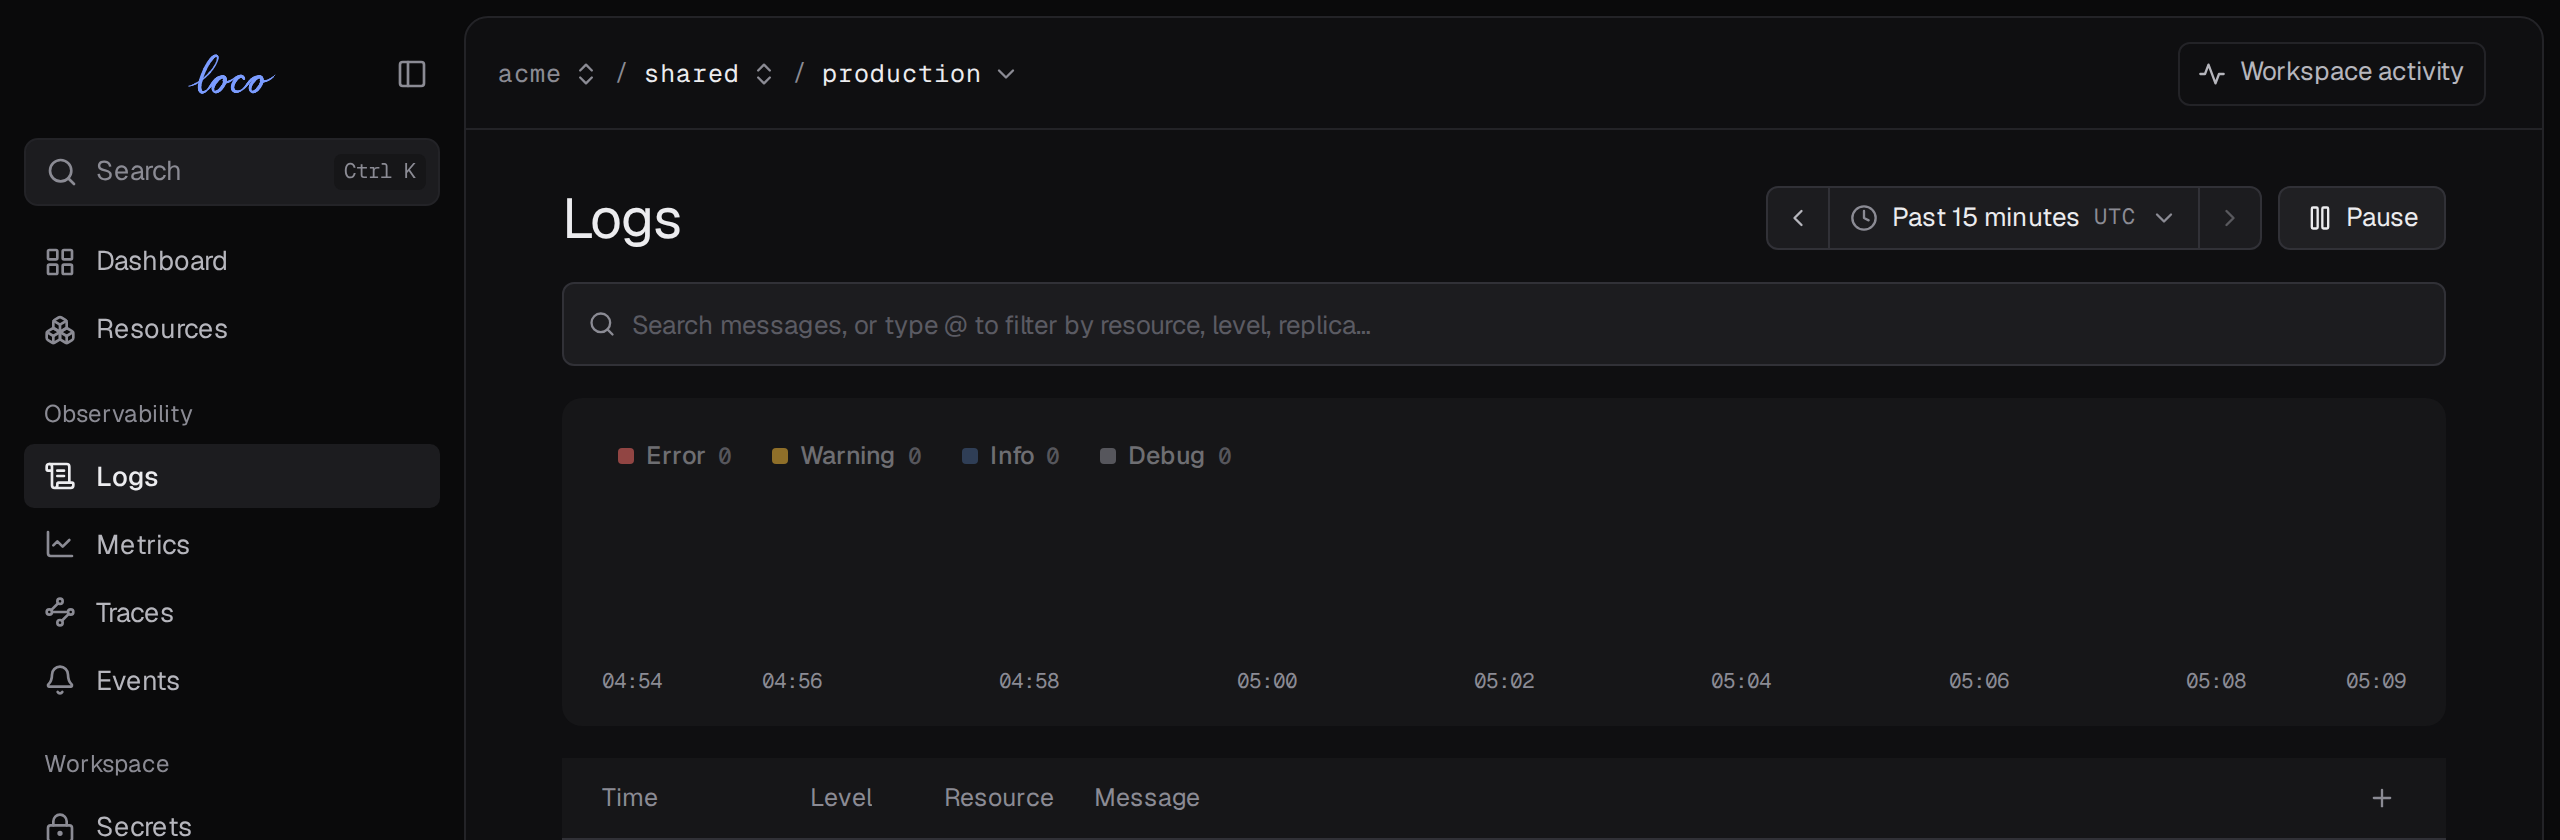 loco
Search Ctrl K
Dashboard
Resources
Observability
Logs
Metrics
Traces
Events
Workspace
Secrets
acme / shared / production
Workspace activity
Logs
Past 15 minutes UTC
Pause
Search messages, or type @ to filter by resource, level, replica...
Error 0 Warning 0 Info 0 Debug 0
04:54 04:56 04:58 05:00 05:02 05:04 05:06 05:08 05:09
Time Level Resource Message